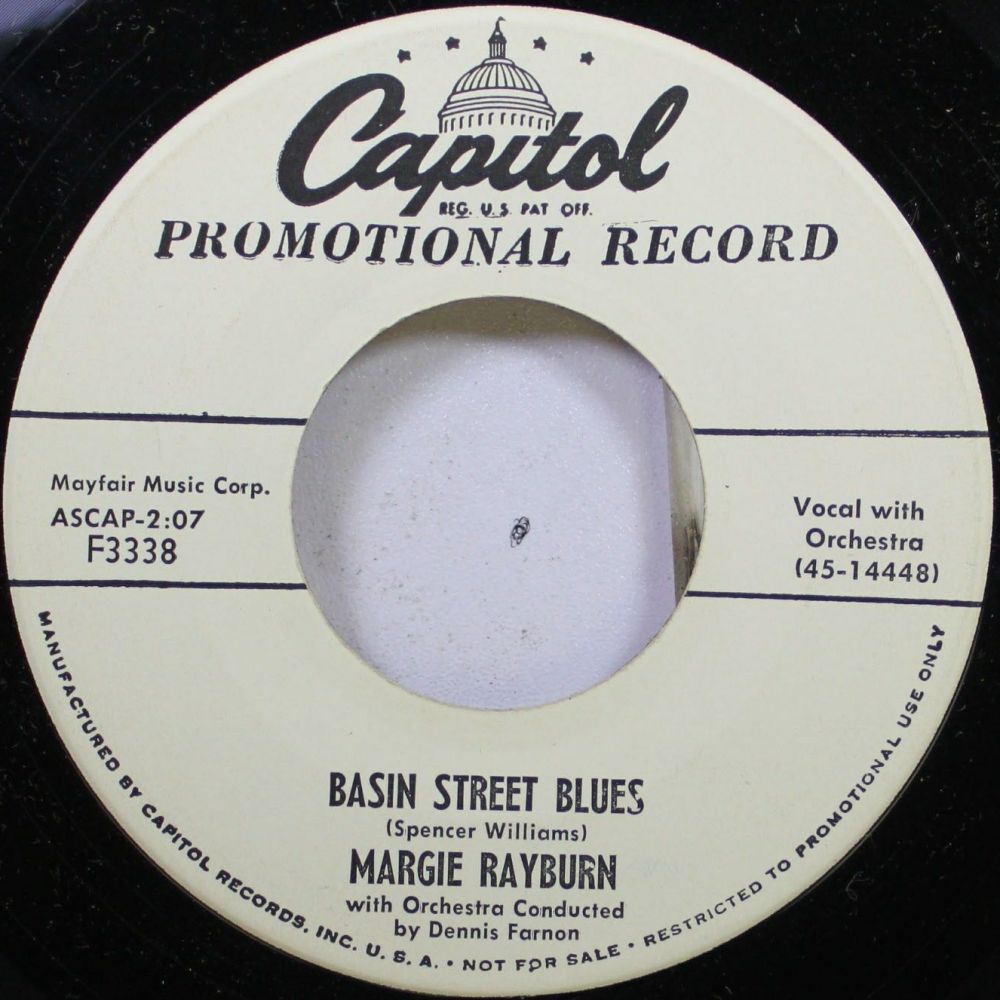 Capitol
REG. U.S. PAT OFF.
PROMOTIONAL RECORD
Mayfair Music Corp.
ASCAP-2:07
F3338
Vocal with
Orchestra
(45-14448)
BASIN STREET BLUES
(Spencer Williams)
MARGIE RAYBURN
with Orchestra Conducted
by Dennis Farnon
MANUFACTURED BY CAPITOL RECORDS, INC. U. S. A. • NOT FOR SALE • RESTRICTED TO PROMOTIONAL USE ONLY